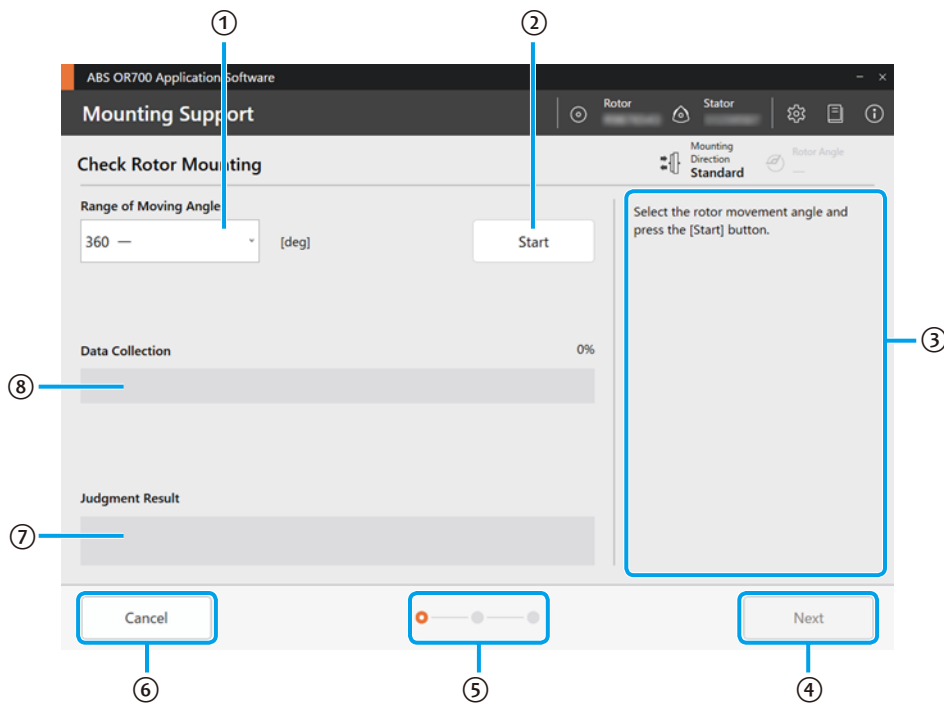 ① ②
ABS OR700 Application Software
Mounting Support
Rotor
Stator
Check Rotor Mounting
Mounting
Direction
Standard
Rotor Angle
—
Range of Moving Angle
360 —
[deg]
Start
Select the rotor movement angle and
press the [Start] button.
③
Data Collection
0%
⑧
Judgment Result
⑦
Cancel
Next
⑥ ⑤ ④